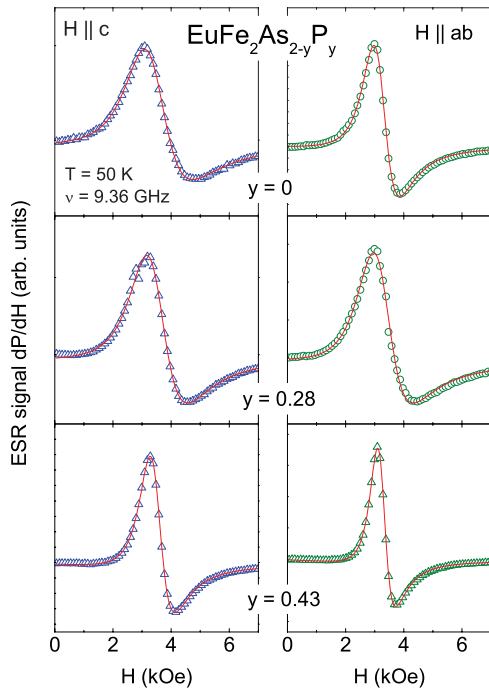 H || c
EuFe2As2-yPy
H || ab
T = 50 K
ν = 9.36 GHz
y = 0
ESR signal dP/dH (arb. units)
y = 0.28
y = 0.43
0 2 4 6
0 2 4 6
H (kOe)
H (kOe)